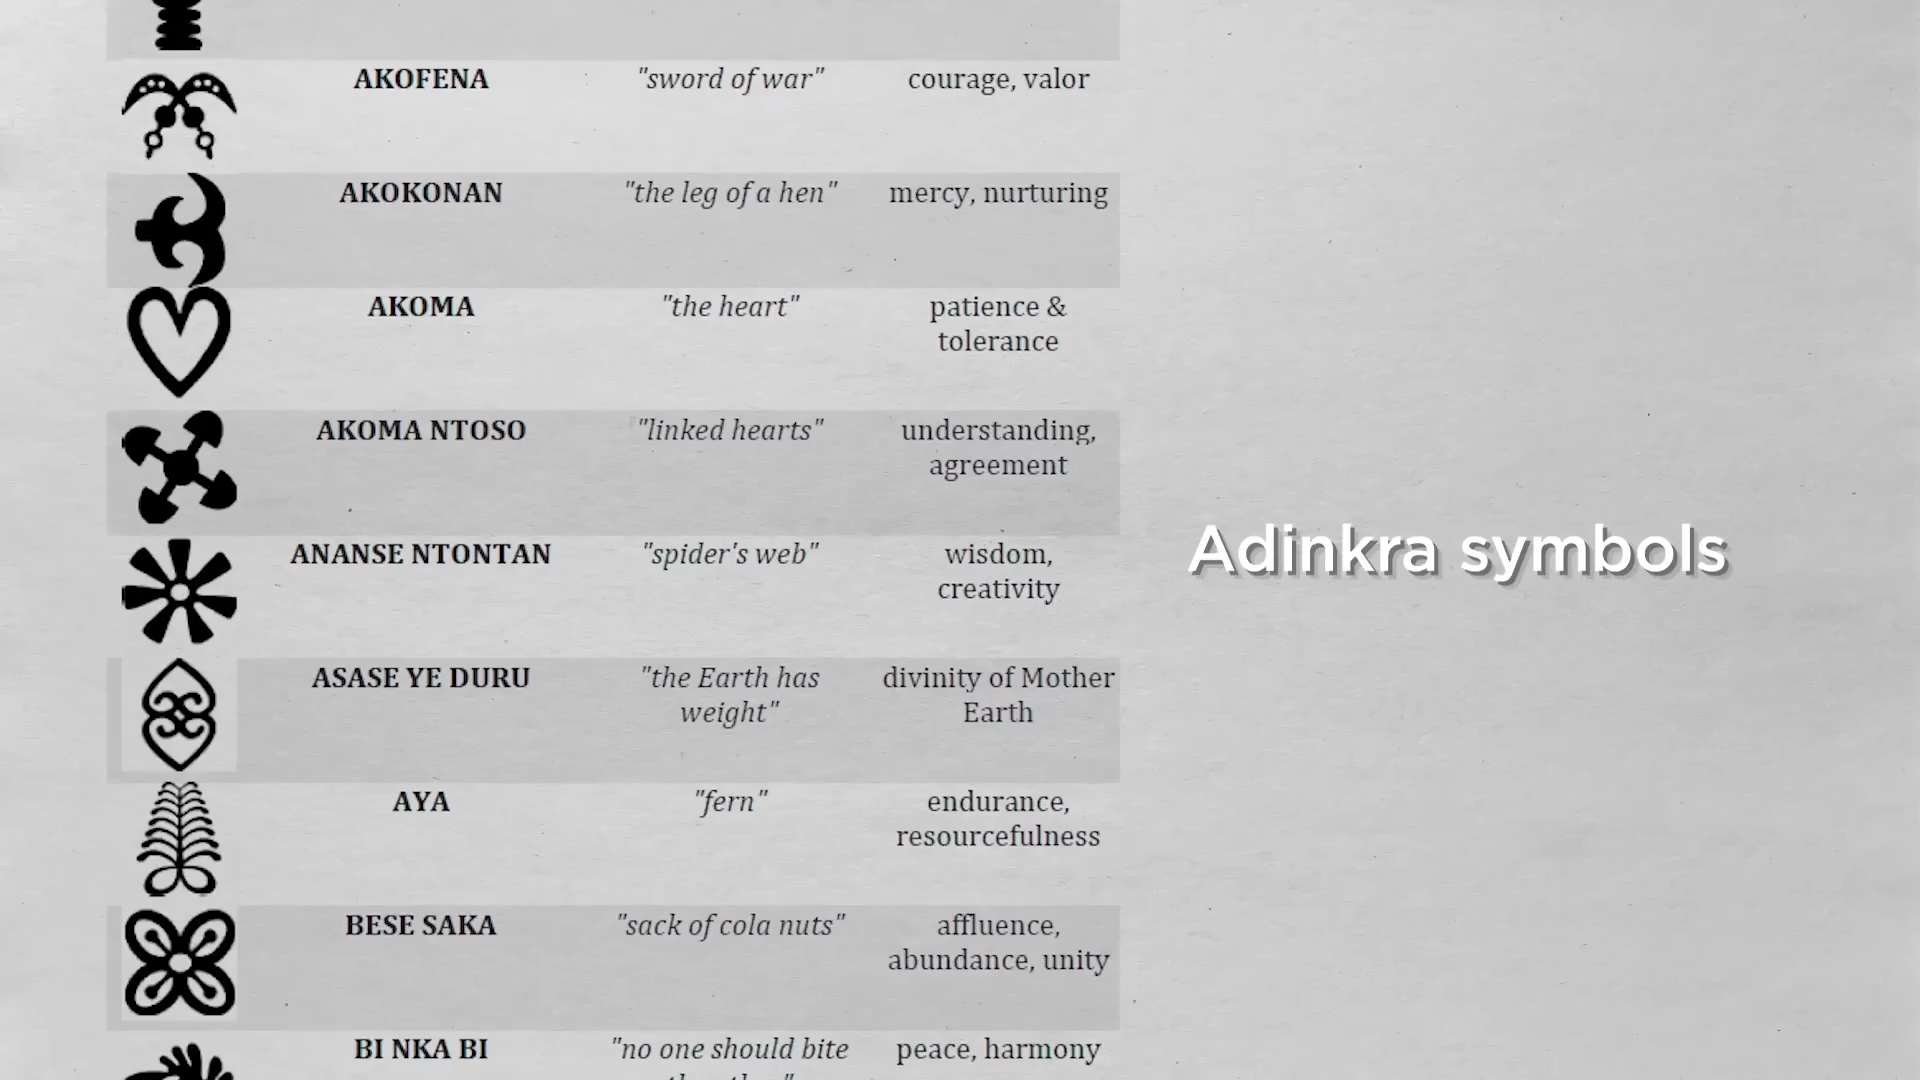 AKOFENA "sword of war" courage, valor
AKOKONAN "the leg of a hen" mercy, nurturing
AKOMA "the heart" patience &
tolerance
AKOMA NTOSO "linked hearts" understanding,
agreement
ANANSE NTONTAN "spider's web" wisdom,
creativity
Adinkra symbols
ASASE YE DURU "the Earth has divinity of Mother
weight" Earth
AYA "fern" endurance,
resourcefulness
BESE SAKA "sack of cola nuts" affluence,
abundance, unity
BI NKA BI "no one should bite peace, harmony